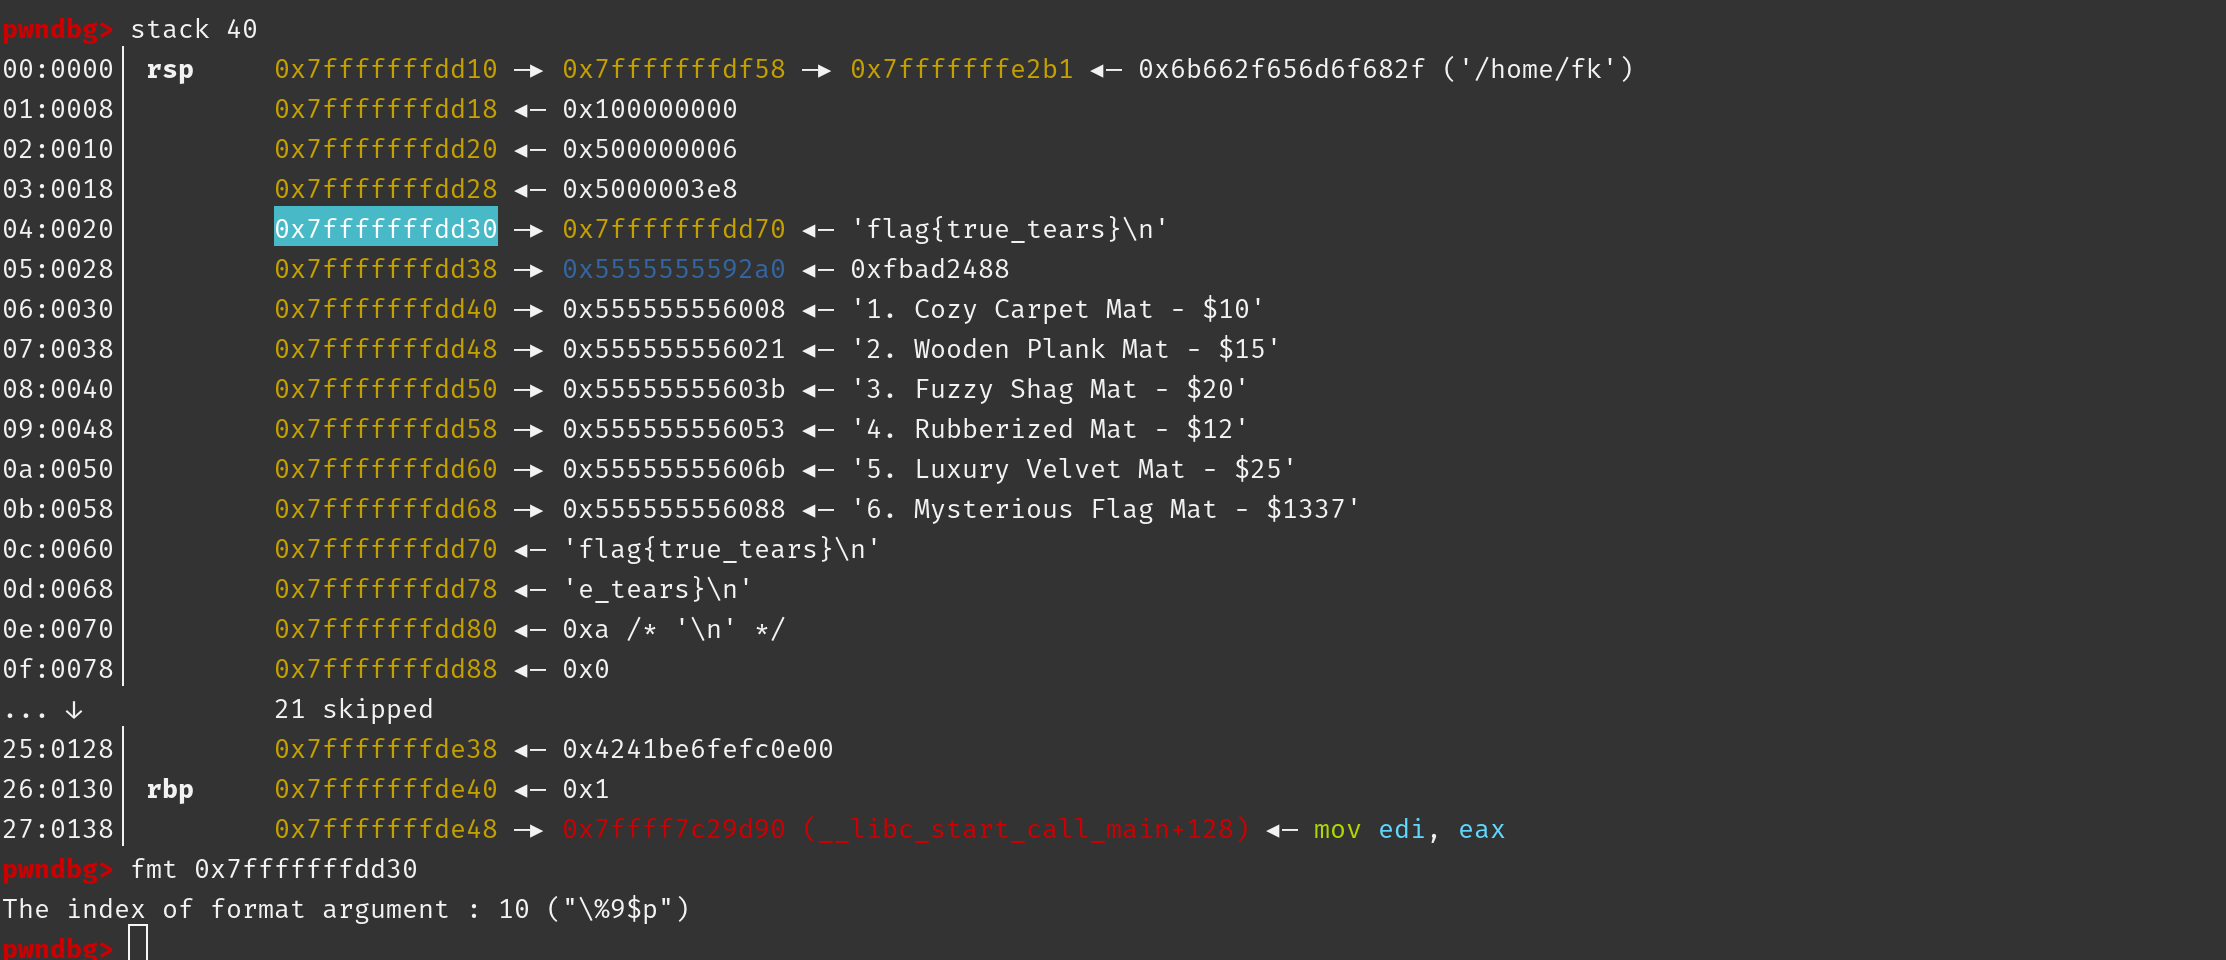 pwndbg> stack 40
00:0000│ rsp 0x7fffffffdd10 —▸ 0x7fffffffdf58 —▸ 0x7fffffffe2b1 ◂— 0x6b662f656d6f682f ('/home/fk')
01:0008│ 0x7fffffffdd18 ◂— 0x100000000
02:0010│ 0x7fffffffdd20 ◂— 0x500000006
03:0018│ 0x7fffffffdd28 ◂— 0x5000003e8
04:0020│ 0x7fffffffdd30 —▸ 0x7fffffffdd70 ◂— 'flag{true_tears}\n'
05:0028│ 0x7fffffffdd38 —▸ 0x5555555592a0 ◂— 0xfbad2488
06:0030│ 0x7fffffffdd40 —▸ 0x555555556008 ◂— '1. Cozy Carpet Mat - $10'
07:0038│ 0x7fffffffdd48 —▸ 0x555555556021 ◂— '2. Wooden Plank Mat - $15'
08:0040│ 0x7fffffffdd50 —▸ 0x55555555603b ◂— '3. Fuzzy Shag Mat - $20'
09:0048│ 0x7fffffffdd58 —▸ 0x555555556053 ◂— '4. Rubberized Mat - $12'
0a:0050│ 0x7fffffffdd60 —▸ 0x55555555606b ◂— '5. Luxury Velvet Mat - $25'
0b:0058│ 0x7fffffffdd68 —▸ 0x555555556088 ◂— '6. Mysterious Flag Mat - $1337'
0c:0060│ 0x7fffffffdd70 ◂— 'flag{true_tears}\n'
0d:0068│ 0x7fffffffdd78 ◂— 'e_tears}\n'
0e:0070│ 0x7fffffffdd80 ◂— 0xa /* '\n' */
0f:0078│ 0x7fffffffdd88 ◂— 0x0
... ↓ 21 skipped
25:0128│ 0x7fffffffde38 ◂— 0x4241be6fefc0e00
26:0130│ rbp 0x7fffffffde40 ◂— 0x1
27:0138│ 0x7fffffffde48 —▸ 0x7ffff7c29d90 (__libc_start_call_main+128) ◂— mov edi, eax
pwndbg> fmt 0x7fffffffdd30
The index of format argument : 10 ("\%9$p")
pwndbg>